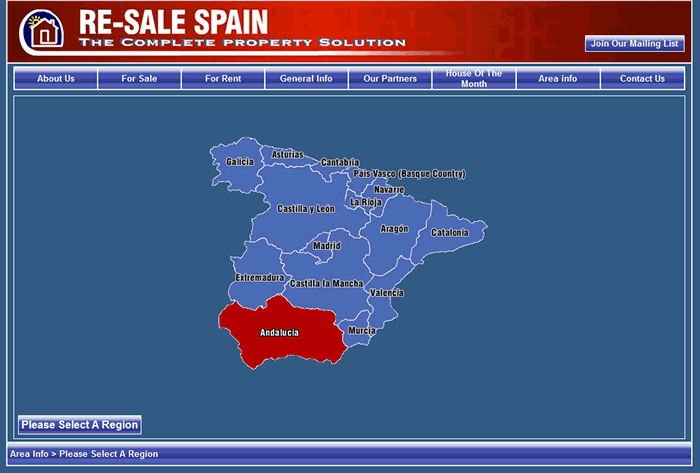 RE-SALE SPAIN
THE COMPLETE PROPERTY SOLUTION
Join Our Mailing List
About Us
For Sale
For Rent
General Info
Our Partners
House Of The
Month
Area info
Contact Us
Galicia
Asturias
Cantabria
País Vasco (Basque Country)
Navarre
La Rioja
Castilla y León
Aragón
Catalonia
Madrid
Extremadura
Castilla la Mancha
Valencia
Andalucía
Murcia
Please Select A Region
Area Info > Please Select A Region